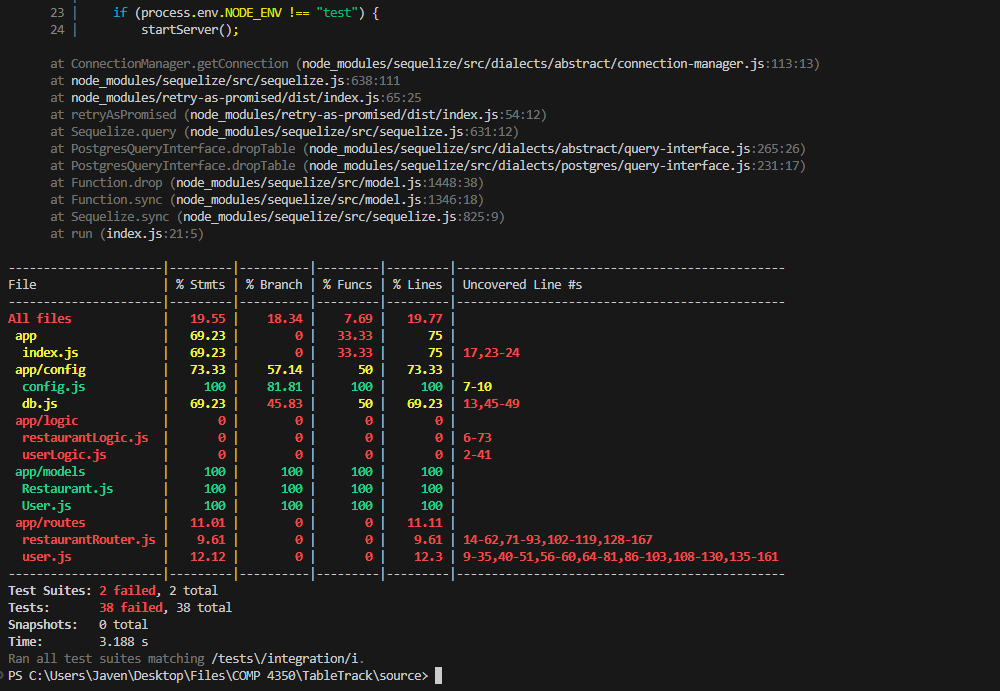 23 |     if (process.env.NODE_ENV !== "test") {
24 |         startServer();
at ConnectionManager.getConnection (node_modules/sequelize/src/dialects/abstract/connection-manager.js:113:13)
at node_modules/sequelize/src/sequelize.js:638:111
at node_modules/retry-as-promised/dist/index.js:65:25
at retryAsPromised (node_modules/retry-as-promised/dist/index.js:54:12)
at Sequelize.query (node_modules/sequelize/src/sequelize.js:631:12)
at PostgresQueryInterface.dropTable (node_modules/sequelize/src/dialects/abstract/query-interface.js:265:26)
at PostgresQueryInterface.dropTable (node_modules/sequelize/src/dialects/postgres/query-interface.js:231:17)
at Function.drop (node_modules/sequelize/src/model.js:1448:38)
at Function.sync (node_modules/sequelize/src/model.js:1346:18)
at Sequelize.sync (node_modules/sequelize/src/sequelize.js:825:9)
at run (index.js:21:5)
----------------------|---------|----------|---------|---------|-----------------------------------------------
File                  | % Stmts | % Branch | % Funcs | % Lines | Uncovered Line #s
----------------------|---------|----------|---------|---------|-----------------------------------------------
All files             |   19.55 |    18.34 |    7.69 |   19.77 |
 app                  |   69.23 |        0 |   33.33 |      75 |
  index.js            |   69.23 |        0 |   33.33 |      75 | 17,23-24
 app/config           |   73.33 |    57.14 |      50 |   73.33 |
  config.js           |     100 |    81.81 |     100 |     100 | 7-10
  db.js               |   69.23 |    45.83 |      50 |   69.23 | 13,45-49
 app/logic            |       0 |        0 |       0 |       0 |
  restaurantLogic.js  |       0 |        0 |       0 |       0 | 6-73
  userLogic.js        |       0 |        0 |       0 |       0 | 2-41
 app/models           |     100 |      100 |     100 |     100 |
  Restaurant.js       |     100 |      100 |     100 |     100 |
  User.js             |     100 |      100 |     100 |     100 |
 app/routes           |   11.01 |        0 |       0 |   11.11 |
  restaurantRouter.js |    9.61 |        0 |       0 |    9.61 | 14-62,71-93,102-119,128-167
  user.js             |   12.12 |        0 |       0 |    12.3 | 9-35,40-51,56-60,64-81,86-103,108-130,135-161
----------------------|---------|----------|---------|---------|-----------------------------------------------
Test Suites: 2 failed, 2 total
Tests:       38 failed, 38 total
Snapshots:   0 total
Time:        3.188 s
Ran all test suites matching /tests\/integration/i.
PS C:\Users\Javen\Desktop\Files\COMP 4350\TableTrack\source>